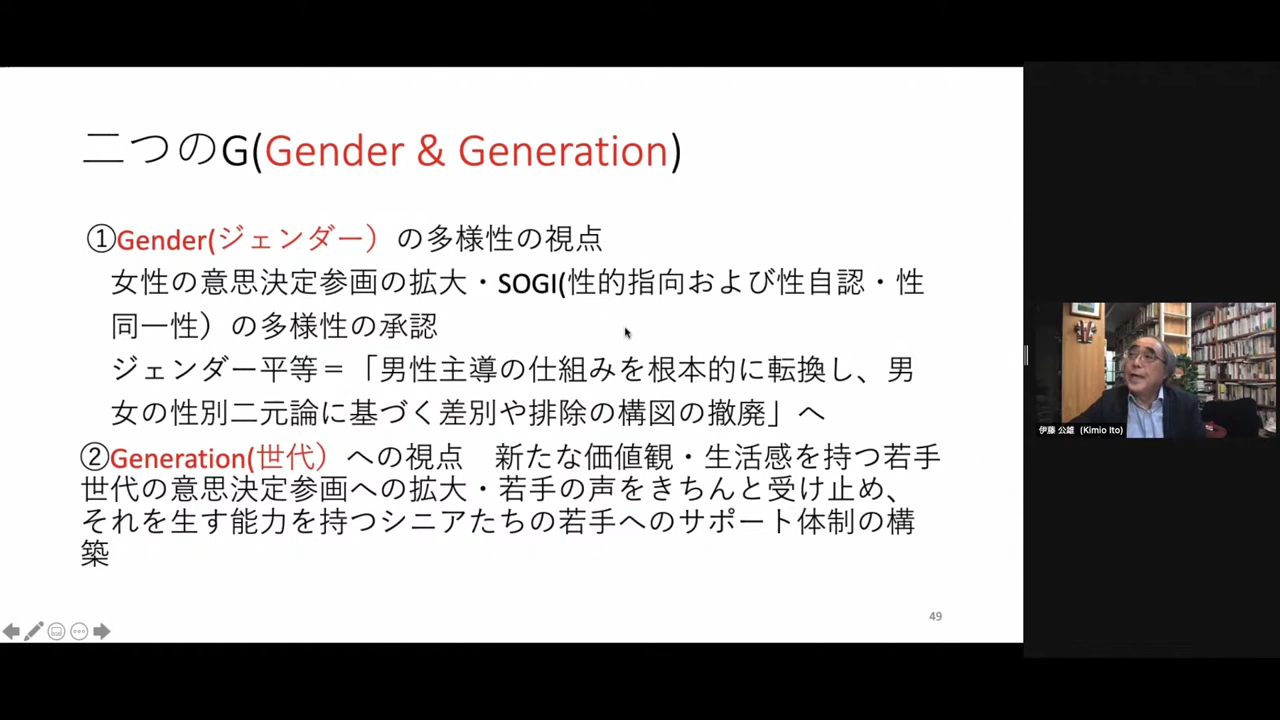 二つのG(Gender & Generation)
①Gender(ジェンダー）の多様性の視点
女性の意思決定参画の拡大・SOGI(性的指向および性自認・性
同一性）の多様性の承認
ジェンダー平等＝「男性主導の仕組みを根本的に転換し、男
女の性別二元論に基づく差別や排除の構図の撤廃」へ
②Generation(世代）への視点　新たな価値観・生活感を持つ若手
世代の意思決定参画への拡大・若手の声をきちんと受け止め、
それを生す能力を持つシニアたちの若手へのサポート体制の構
築
49
伊藤 公雄 (Kimio Ito)